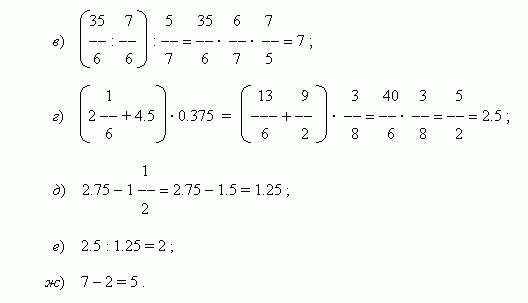 в) (35/6 : 7/6) : 5/7 = 35/6 · 6/7 · 7/5 = 7 ;
г) (2 1/6 + 4.5) · 0.375 = (13/6 + 9/2) · 3/8 = 40/6 · 3/8 = 5/2 = 2.5 ;
д) 2.75 – 1 1/2 = 2.75 – 1.5 = 1.25 ;
е) 2.5 : 1.25 = 2 ;
ж) 7 – 2 = 5 .